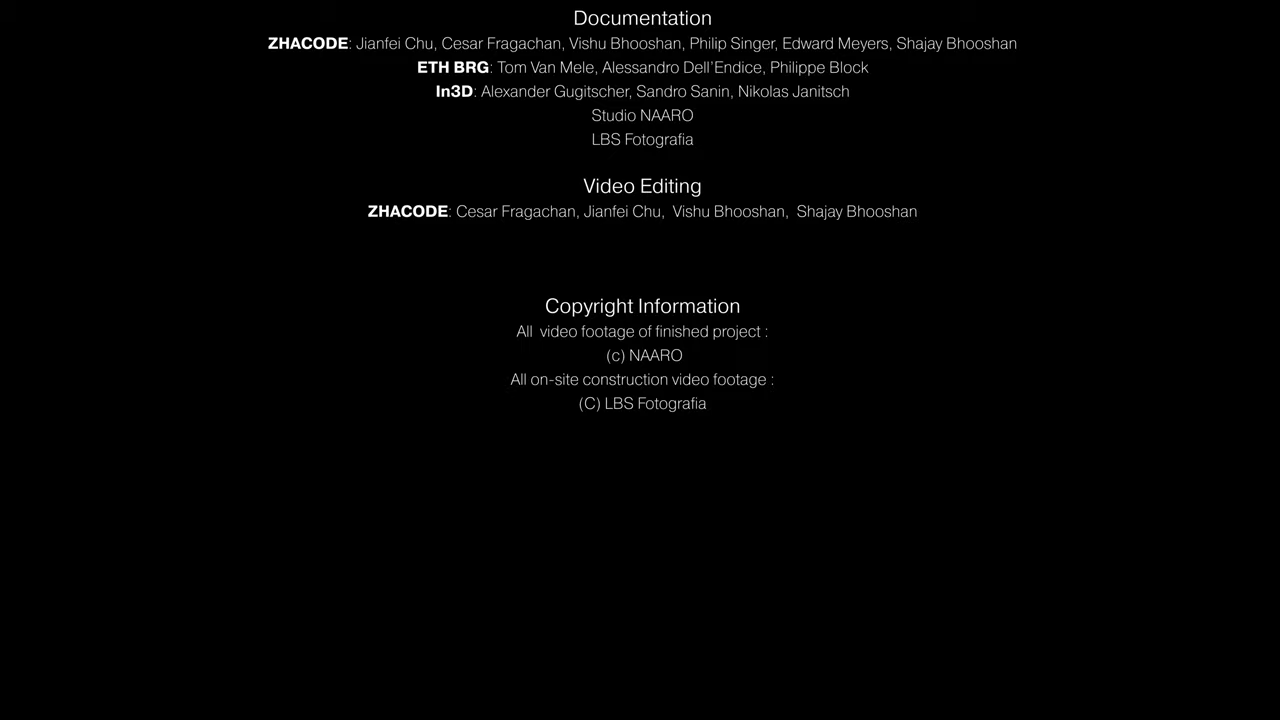 Documentation
ZHACODE: Jianfei Chu, Cesar Fragachan, Vishu Bhooshan, Philip Singer, Edward Meyers, Shajay Bhooshan
ETH BRG: Tom Van Mele, Alessandro Dell'Endice, Philippe Block
In3D: Alexander Gugitscher, Sandro Sanin, Nikolas Janitsch
Studio NAARO
LBS Fotografia
Video Editing
ZHACODE: Cesar Fragachan, Jianfei Chu,  Vishu Bhooshan,  Shajay Bhooshan
Copyright Information
All  video footage of finished project :
(c) NAARO
All on-site construction video footage :
(C) LBS Fotografia